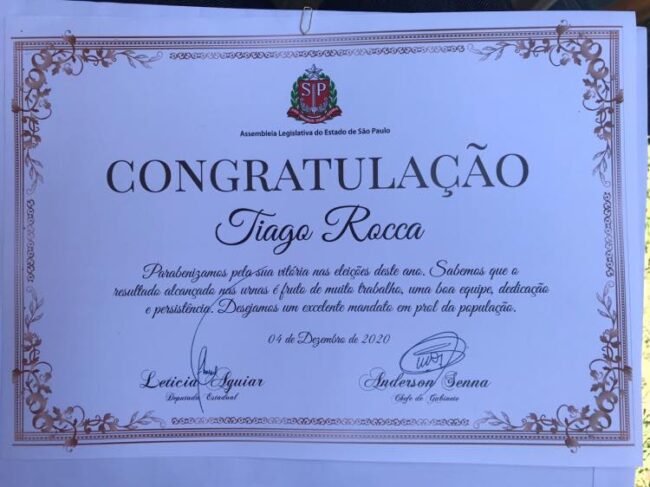 SP
Assembleia Legislativa do Estado de São Paulo
CONGRATULAÇÃO
Tiago Rocca
Parabenizamos pela sua vitória nas eleições deste ano. Sabemos que o
resultado alcançado nas urnas é fruto de muito trabalho, uma boa equipe, dedicação
e persistência. Desejamos um excelente mandato em prol da população.
04 de Dezembro de 2020
Leticia Aguiar
Deputada Estadual
Anderson Senna
Chefe de Gabinete